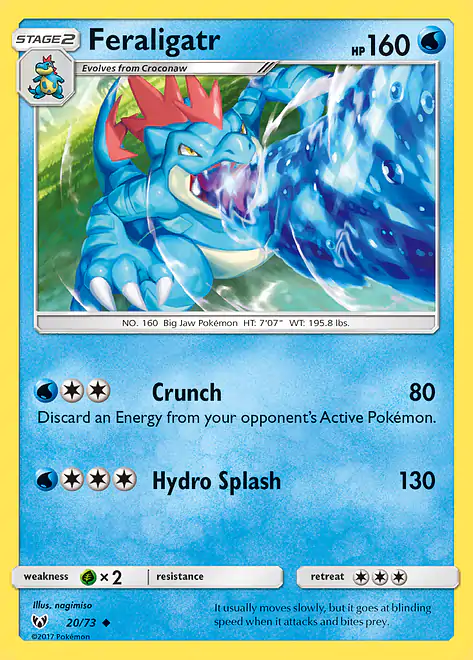 STAGE2 Feraligatr HP160
Evolves from Croconaw
NO. 160 Big Jaw Pokémon HT: 7'07" WT: 195.8 lbs.
Crunch 80
Discard an Energy from your opponent's Active Pokémon.
Hydro Splash 130
weakness ×2 resistance retreat
Illus. nagimiso
20/73
©2017 Pokémon
It usually moves slowly, but it goes at blinding
speed when it attacks and bites prey.